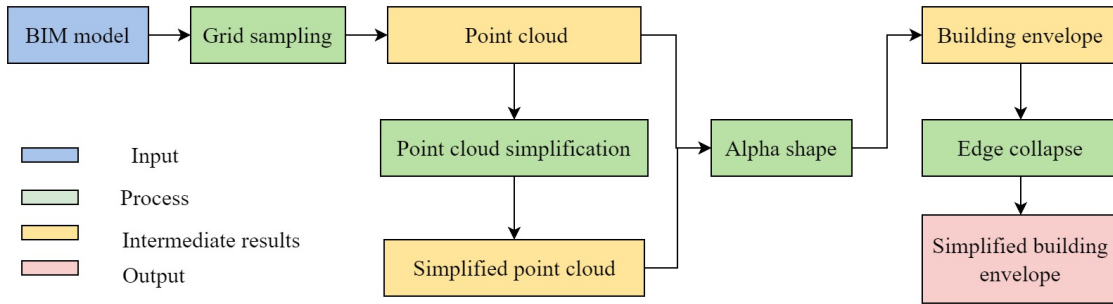 BIM model
Grid sampling
Point cloud
Building envelope
Point cloud simplification
Alpha shape
Edge collapse
Input
Process
Intermediate results
Output
Simplified point cloud
Simplified building
envelope